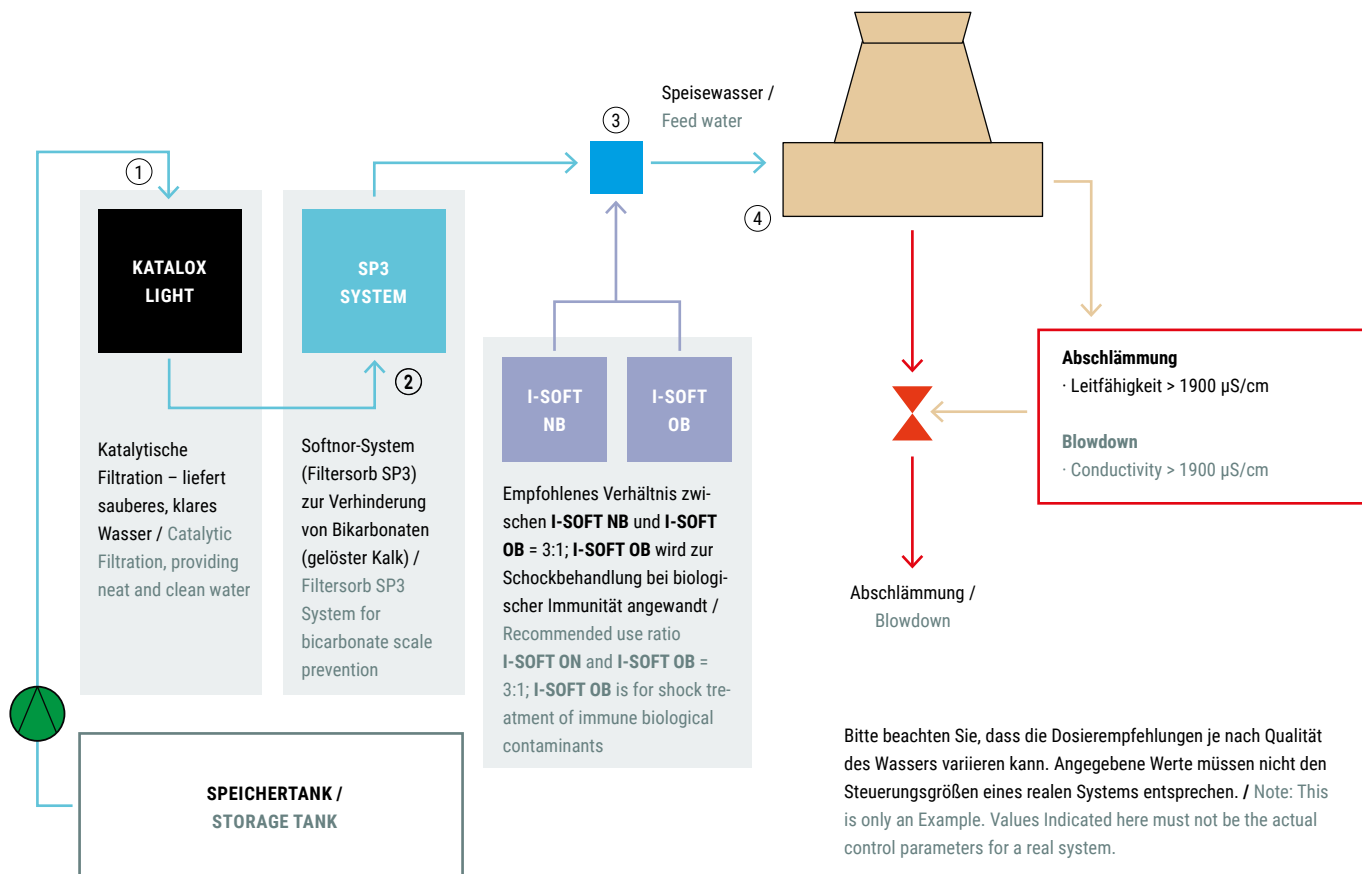 Speisewasser /
Feed water
3
1
4
KATALOX
LIGHT
SP3
SYSTEM
2
I-SOFT
NB
I-SOFT
OB
Katalytische
Filtration – liefert
sauberes, klares
Wasser / Catalytic
Filtration, providing
neat and clean water
Softnor-System
(Filtersorb SP3)
zur Verhinderung
von Bikarbonaten
(gelöster Kalk) /
Filtersorb SP3
System for
bicarbonate scale
prevention
Empfohlenes Verhältnis zwi-
schen I-SOFT NB und I-SOFT
OB = 3:1; I-SOFT OB wird zur
Schockbehandlung bei biologi-
scher Immunität angewandt /
Recommended use ratio
I-SOFT ON and I-SOFT OB =
3:1; I-SOFT OB is for shock tre-
atment of immune biological
contaminants
Abschlämmung
· Leitfähigkeit > 1900 µS/cm
Blowdown
· Conductivity > 1900 µS/cm
Abschlämmung /
Blowdown
SPEICHERTANK /
STORAGE TANK
Bitte beachten Sie, dass die Dosierempfehlungen je nach Qualität
des Wassers variieren kann. Angegebene Werte müssen nicht den
Steuerungsgrößen eines realen Systems entsprechen. / Note: This
is only an Example. Values Indicated here must not be the actual
control parameters for a real system.